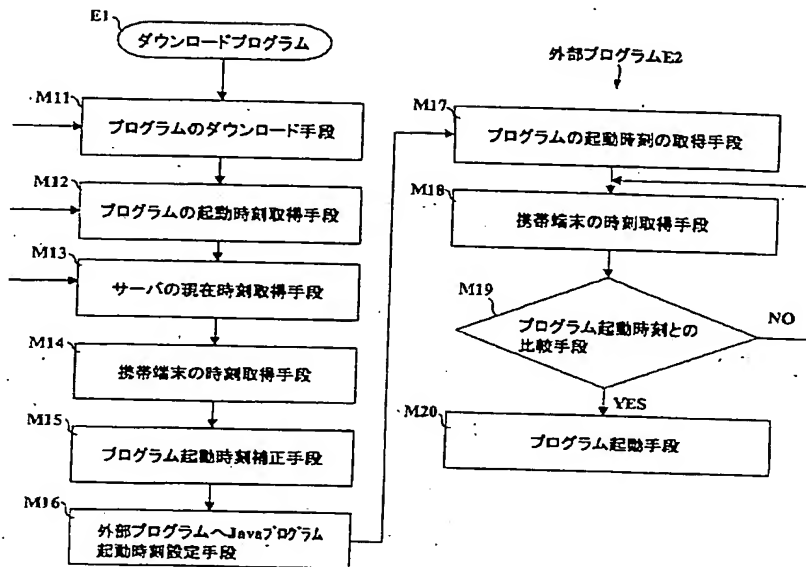 E1
ダウンロードプログラム
M11
プログラムのダウンロード手段
M12
プログラムの起動時刻取得手段
M13
サーバの現在時刻取得手段
M14
携帯端末の時刻取得手段
M15
プログラム起動時刻補正手段
M16
外部プログラムへJavaプログラム
起動時刻設定手段
外部プログラムE2
M17
プログラムの起動時刻の取得手段
M18
携帯端末の時刻取得手段
M19
プログラム起動時刻との
比較手段
NO
YES
M20
プログラム起動手段